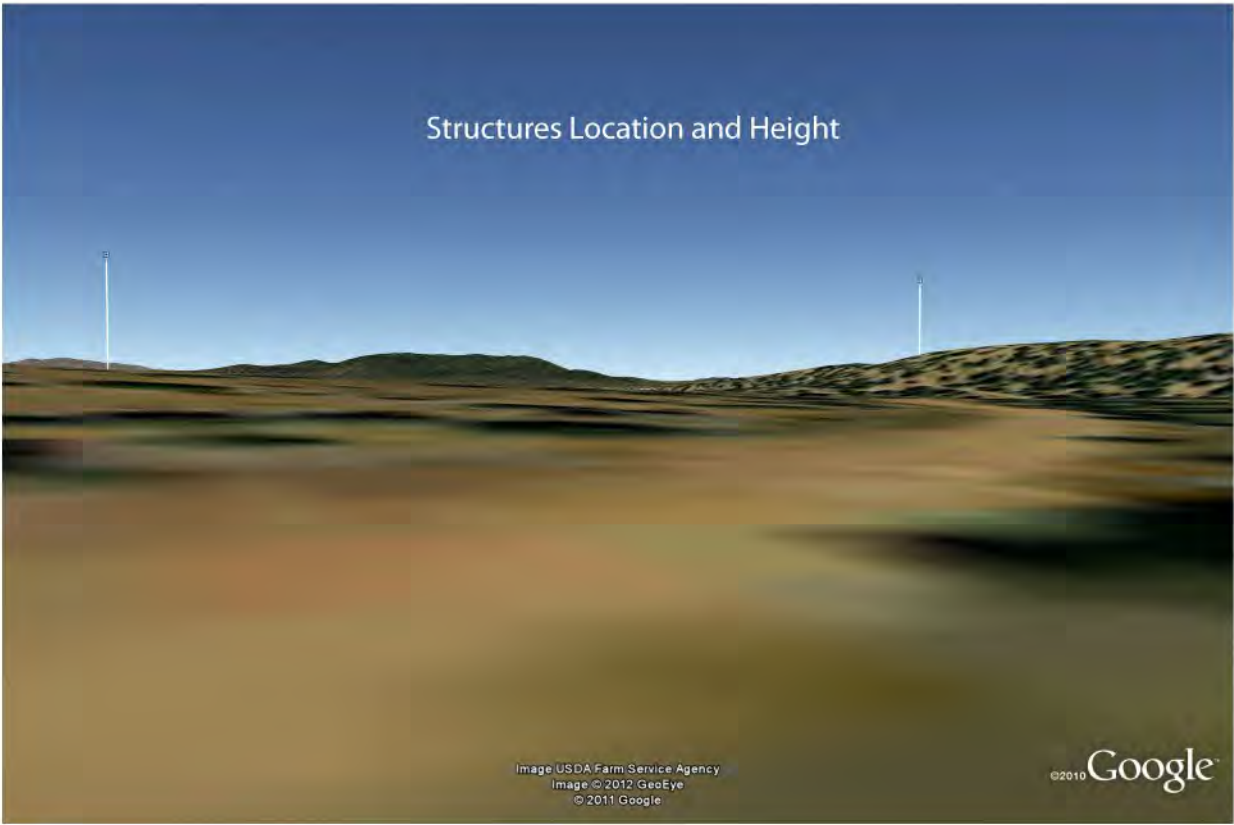 Structures Location and Height
Image USDA Farm Service Agency
Image © 2012 GeoEye
© 2011 Google
©2010 Google